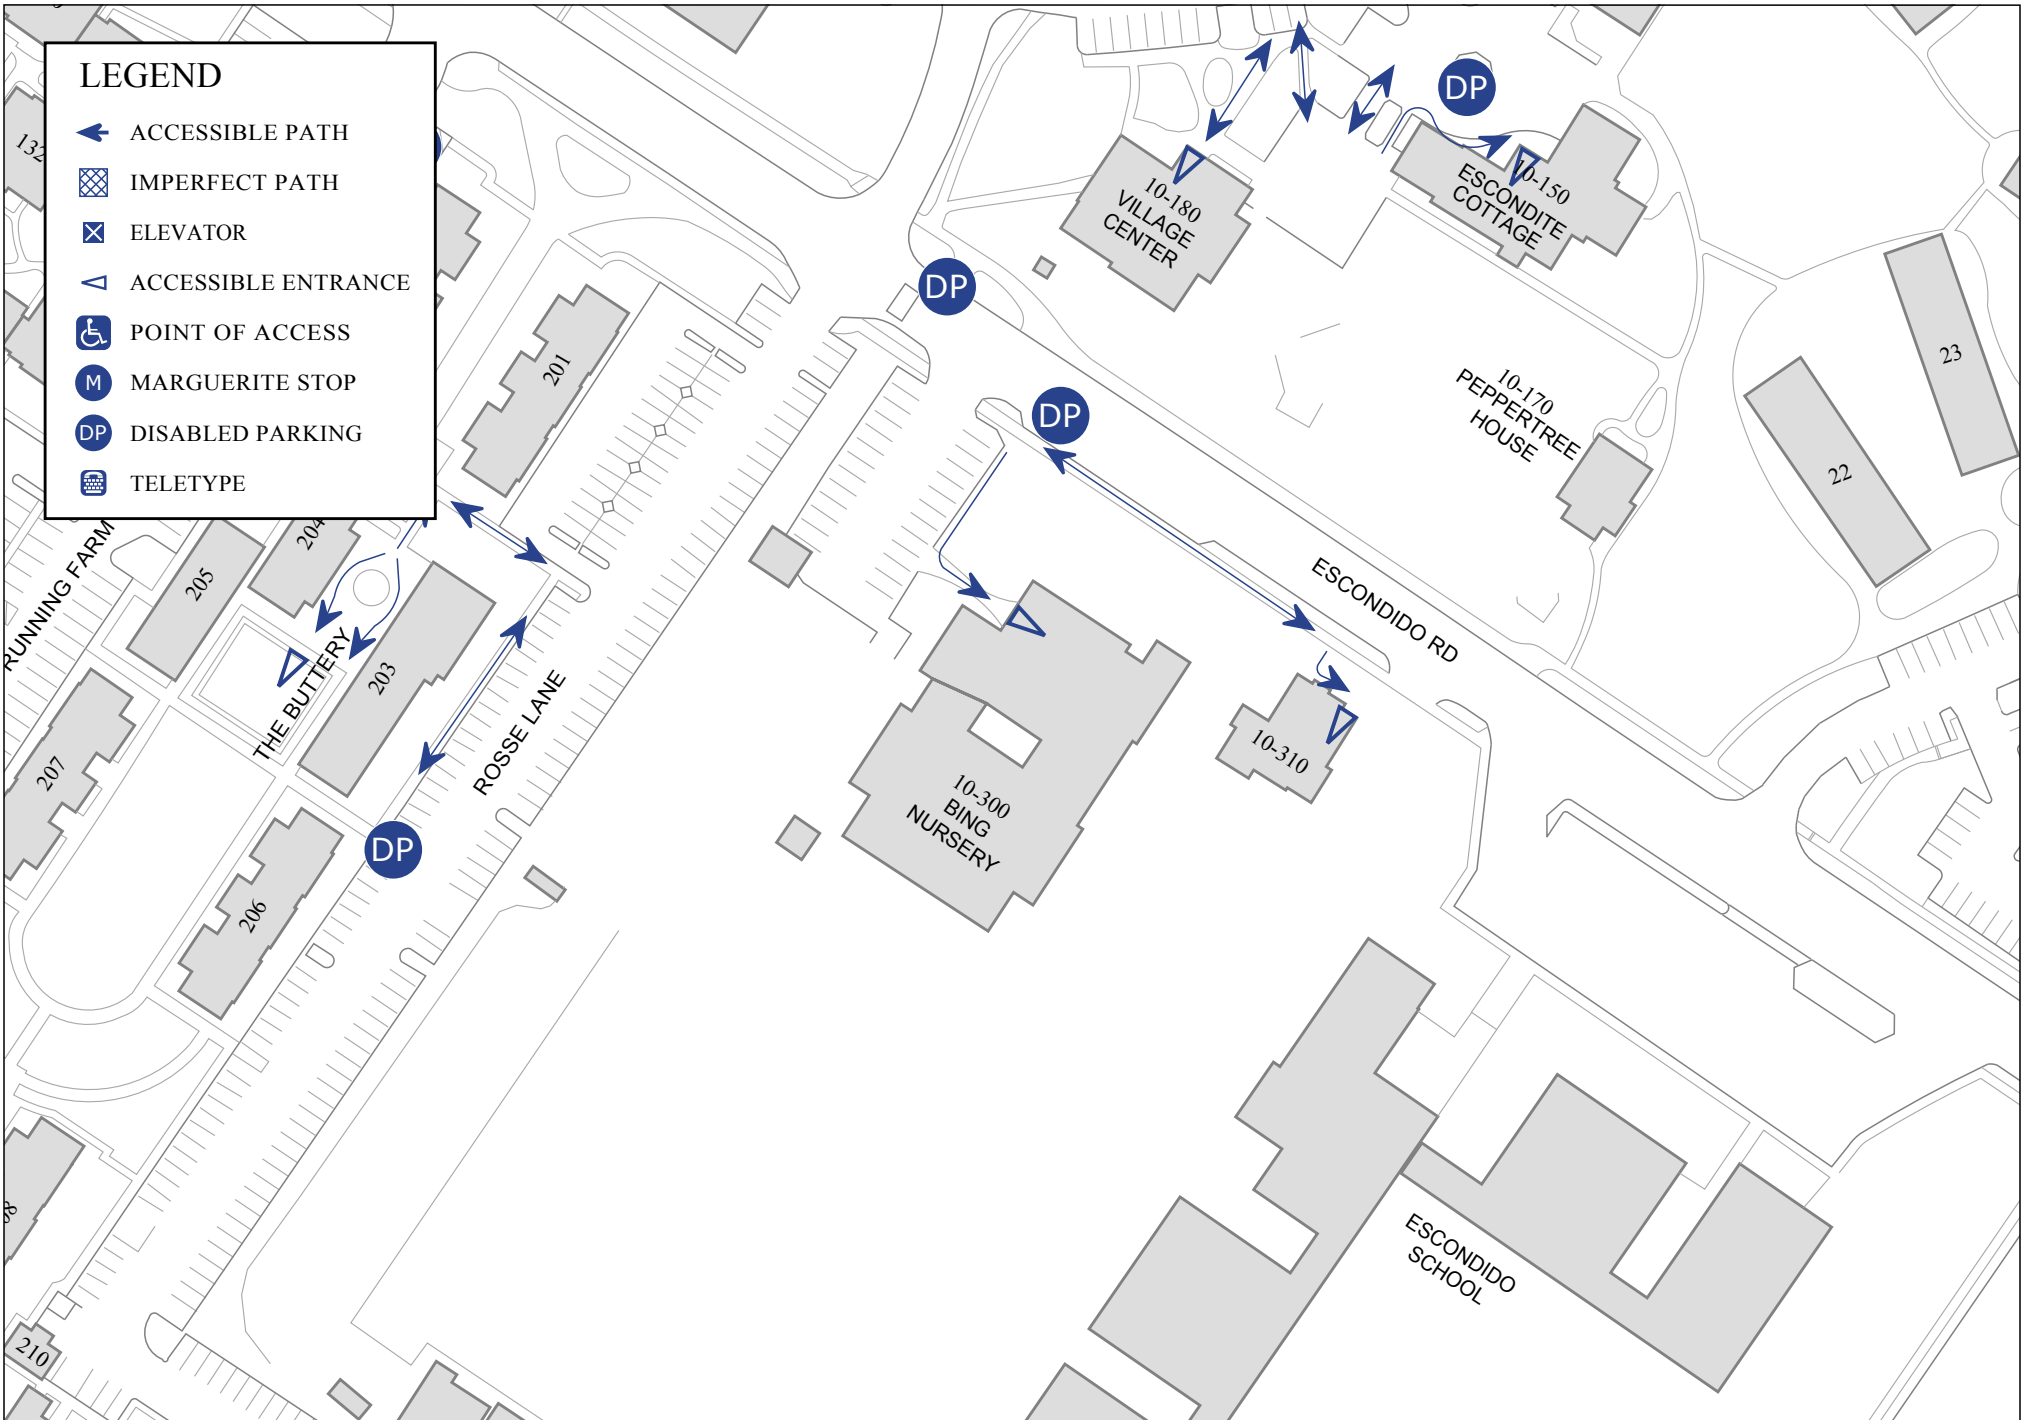 LEGEND
ACCESSIBLE PATH
IMPERFECT PATH
ELEVATOR
ACCESSIBLE ENTRANCE
POINT OF ACCESS
M MARGUERITE STOP
DP DISABLED PARKING
TELETYPE
DP
10-150
ESCONDITE
COTTAGE
10-180
VILLAGE
CENTER
132
DP
23
201
DP
10-170
PEPPERTREE
HOUSE
22
204
205
RUNNING FARM
ESCONDIDO RD
203
THE BUTTERY
ROSSE LANE
207
10-310
10-300
BING
NURSERY
DP
206
ESCONDIDO
SCHOOL
210